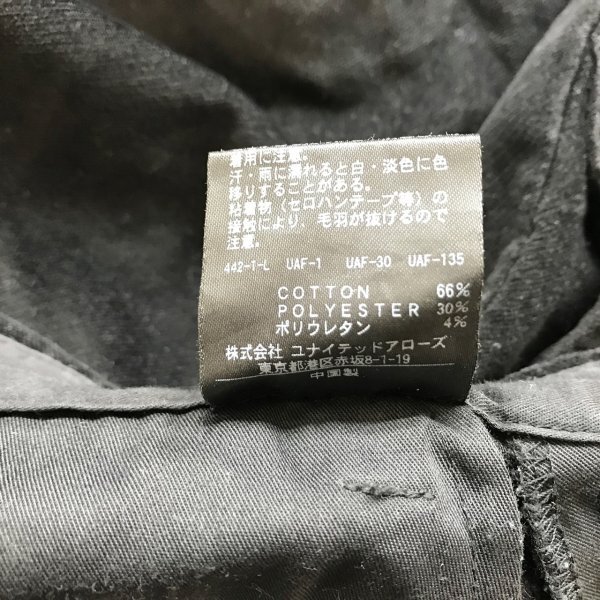 着用に注意。
汗・雨に濡れると白・淡色に色
移りすることがある。
粘着物（セロハンテープ等）の
接触により、毛羽が抜けるので
注意。
442-T-L UAF-1 UAF-30 UAF-135
COTTON 66%
POLYESTER 30%
ポリウレタン 4%
株式会社 ユナイテッドアローズ
東京都港区赤坂8-1-19
中国製